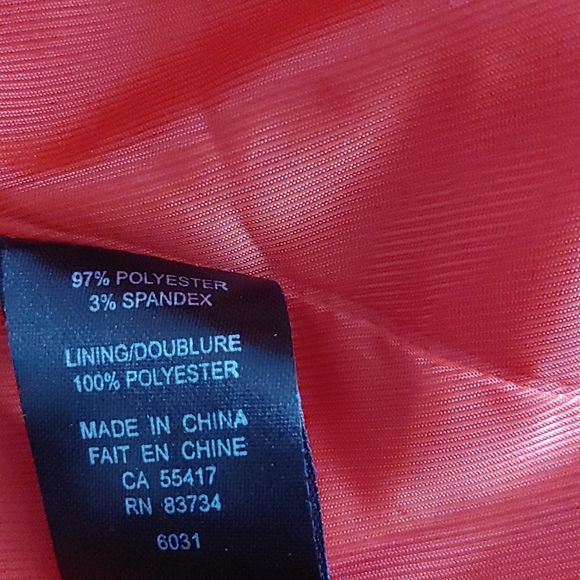 97% POLYESTER
3% SPANDEX
LINING/DOUBLURE
100% POLYESTER
MADE IN CHINA
FAIT EN CHINE
CA 55417
RN 83734
6031